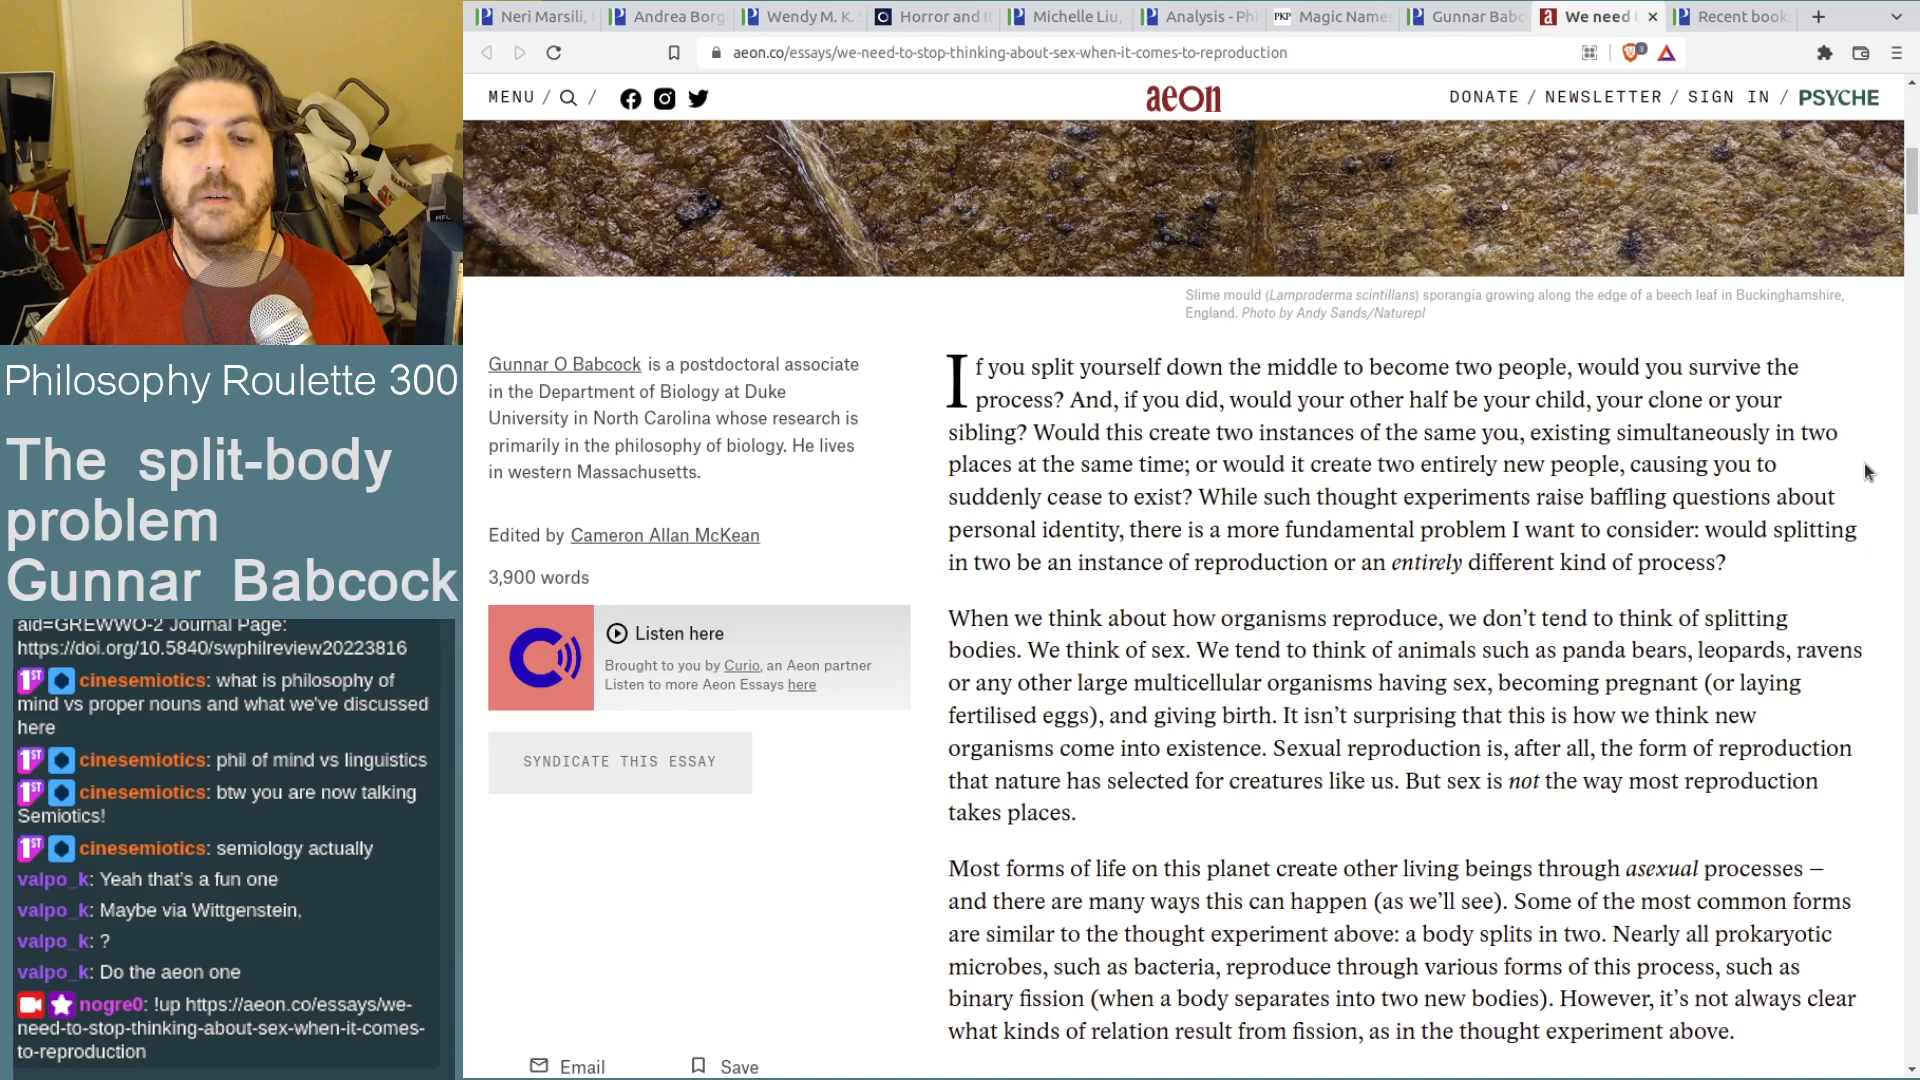 Neri Marsili,
Andrea Borg
Wendy M. K.
Horror and It
Michelle Liu,
Analysis - Phi
PKP Magic Names
Gunnar Babc
a We need t
Recent book
aeon.co/essays/we-need-to-stop-thinking-about-sex-when-it-comes-to-reproduction
3
MENU / /
aeon
DONATE / NEWSLETTER / SIGN IN / PSYCHE
Slime mould (Lamproderma scintillans) sporangia growing along the edge of a beech leaf in Buckinghamshire,
England. Photo by Andy Sands/Naturepl
Gunnar O Babcock is a postdoctoral associate
in the Department of Biology at Duke
University in North Carolina whose research is
primarily in the philosophy of biology. He lives
in western Massachusetts.
Edited by Cameron Allan McKean
3,900 words
Listen here
Brought to you by Curio, an Aeon partner
Listen to more Aeon Essays here
SYNDICATE THIS ESSAY
Email
Save
If you split yourself down the middle to become two people, would you survive the
process? And, if you did, would your other half be your child, your clone or your
sibling? Would this create two instances of the same you, existing simultaneously in two
places at the same time; or would it create two entirely new people, causing you to
suddenly cease to exist? While such thought experiments raise baffling questions about
personal identity, there is a more fundamental problem I want to consider: would splitting
in two be an instance of reproduction or an entirely different kind of process?
When we think about how organisms reproduce, we don't tend to think of splitting
bodies. We think of sex. We tend to think of animals such as panda bears, leopards, ravens
or any other large multicellular organisms having sex, becoming pregnant (or laying
fertilised eggs), and giving birth. It isn't surprising that this is how we think new
organisms come into existence. Sexual reproduction is, after all, the form of reproduction
that nature has selected for creatures like us. But sex is not the way most reproduction
takes places.
Most forms of life on this planet create other living beings through asexual processes –
and there are many ways this can happen (as we'll see). Some of the most common forms
are similar to the thought experiment above: a body splits in two. Nearly all prokaryotic
microbes, such as bacteria, reproduce through various forms of this process, such as
binary fission (when a body separates into two new bodies). However, it's not always clear
what kinds of relation result from fission, as in the thought experiment above.
Philosophy Roulette 300
The split-body
problem
Gunnar Babcock
aid=GREWWO-2 Journal Page:
https://doi.org/10.5840/swphilreview20223816
1ST cinesemiotics: what is philosophy of
mind vs proper nouns and what we've discussed
here
1ST cinesemiotics: phil of mind vs linguistics
1ST cinesemiotics: btw you are now talking
Semiotics!
1ST cinesemiotics: semiology actually
valpo_k: Yeah that's a fun one
valpo_k: Maybe via Wittgenstein,
valpo_k: ?
valpo_k: Do the aeon one
nogre0: !up https://aeon.co/essays/we-
need-to-stop-thinking-about-sex-when-it-comes-
to-reproduction